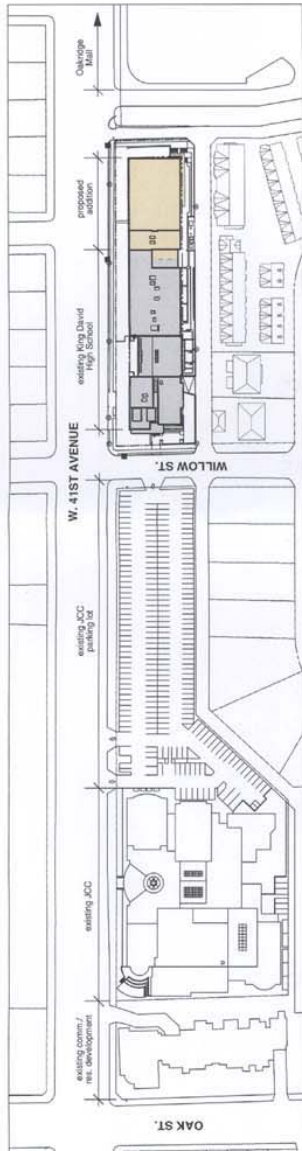 Oakridge
Mall
proposed
addition
existing King David
High School
W. 41ST AVENUE
WILLOW ST.
existing JCC
parking lot
existing JCC
existing comm./
res. development
OAK ST.